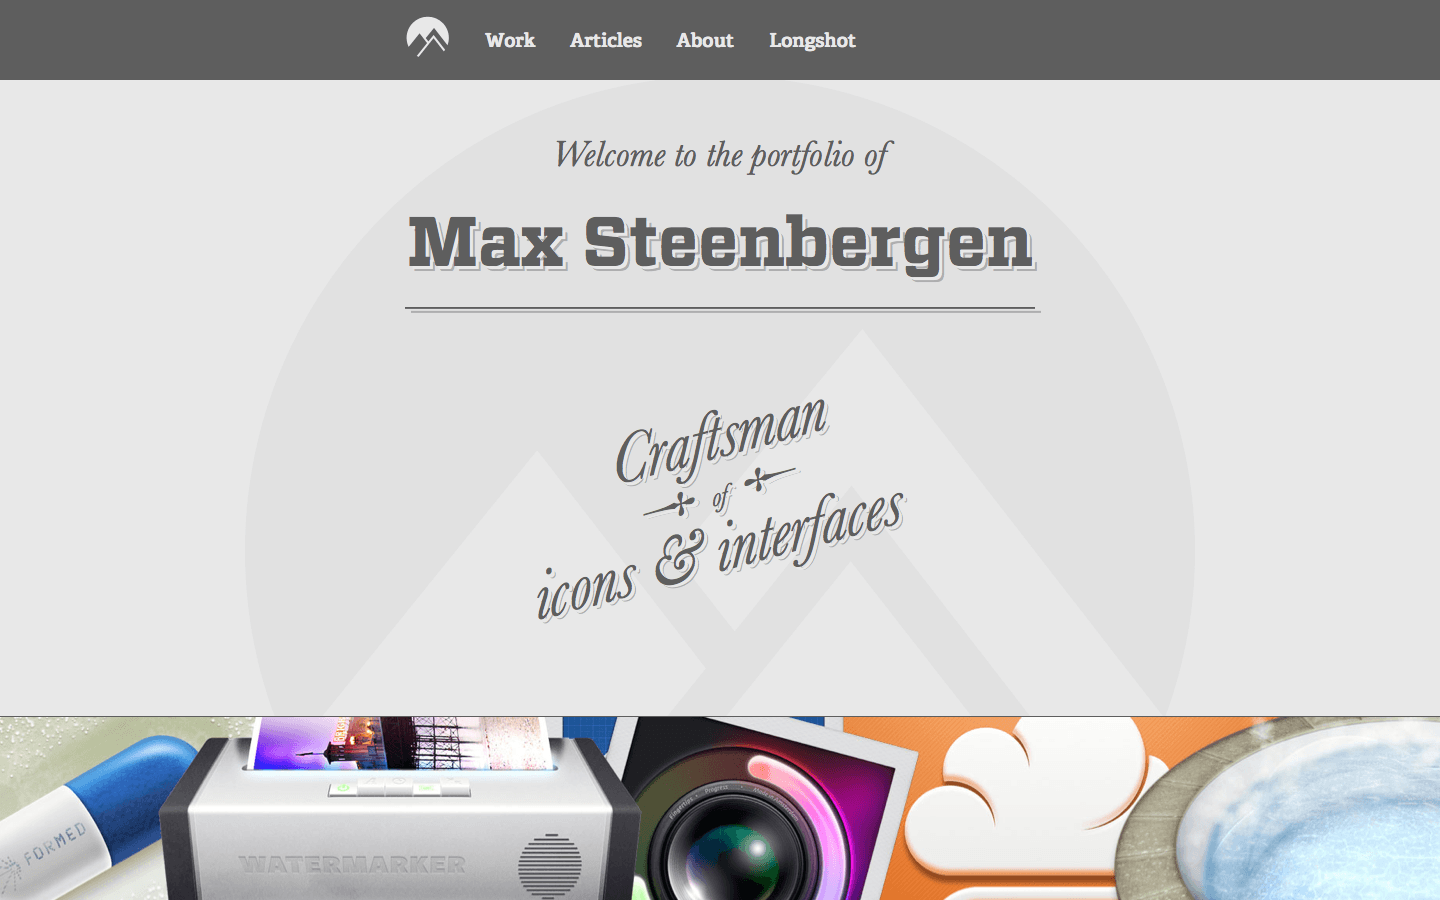 Work Articles About Longshot
Welcome to the portfolio of
Max Steenbergen
Craftsman
of
icons & interfaces
FORMED
WATERMARKER